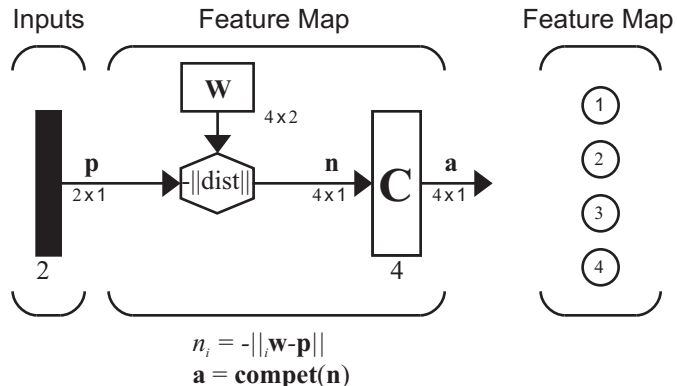 Inputs Feature Map Feature Map
W
4 x 2
p
2 x 1
-||dist||
n
4 x 1
C
a
4 x 1
2
4
1
2
3
4
n_i = -||_i w-p||
a = compet(n)